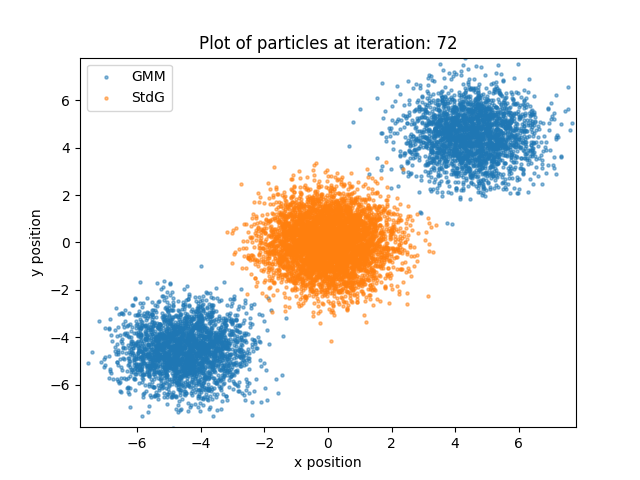 Plot of particles at iteration: 72
GMM
StdG
y position
6
4
2
0
−2
−4
−6
−6 −4 −2 0 2 4 6
x position